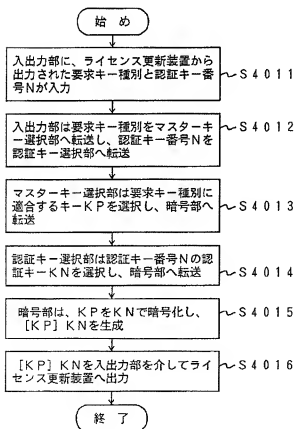 始め
入出力部に、ライセンス更新装置から
出力された要求キー種別と認証キー番
号Nが入力
S4011
入出力部は要求キー種別をマスターキ
ー選択部へ転送し、認証キー番号Nを
認証キー選択部へ転送
S4012
マスターキー選択部は要求キー種別に
適合するキーKPを選択し、暗号部へ
転送
S4013
認証キー選択部は認証キー番号Nの認
証キーKNを選択し、暗号部へ転送
S4014
暗号部は、KPをKNで暗号化し、
[KP]KNを生成
S4015
[KP]KNを入出力部を介してライ
センス更新装置へ出力
S4016
終了